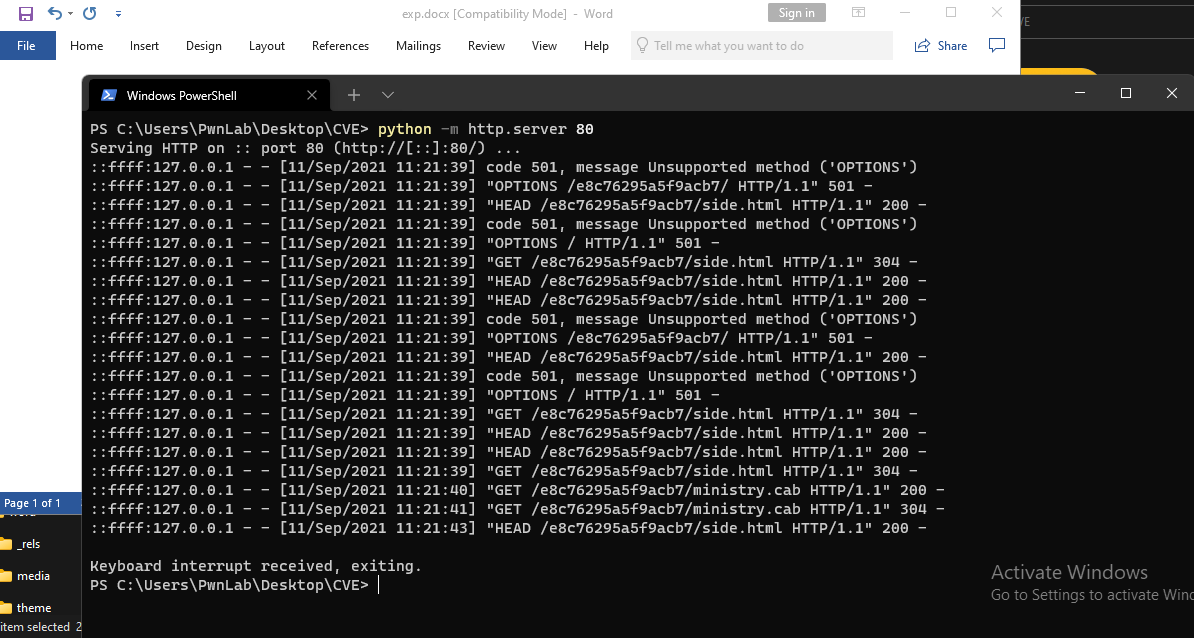 exp.docx [Compatibility Mode] - Word
Sign in
File Home Insert Design Layout References Mailings Review View Help Tell me what you want to do Share
Windows PowerShell
PS C:\Users\PwnLab\Desktop\CVE> python -m http.server 80
Serving HTTP on :: port 80 (http://[::]:80/) ...
::ffff:127.0.0.1 - - [11/Sep/2021 11:21:39] code 501, message Unsupported method ('OPTIONS')
::ffff:127.0.0.1 - - [11/Sep/2021 11:21:39] "OPTIONS /e8c76295a5f9acb7/ HTTP/1.1" 501 -
::ffff:127.0.0.1 - - [11/Sep/2021 11:21:39] "HEAD /e8c76295a5f9acb7/side.html HTTP/1.1" 200 -
::ffff:127.0.0.1 - - [11/Sep/2021 11:21:39] code 501, message Unsupported method ('OPTIONS')
::ffff:127.0.0.1 - - [11/Sep/2021 11:21:39] "OPTIONS / HTTP/1.1" 501 -
::ffff:127.0.0.1 - - [11/Sep/2021 11:21:39] "GET /e8c76295a5f9acb7/side.html HTTP/1.1" 304 -
::ffff:127.0.0.1 - - [11/Sep/2021 11:21:39] "HEAD /e8c76295a5f9acb7/side.html HTTP/1.1" 200 -
::ffff:127.0.0.1 - - [11/Sep/2021 11:21:39] "HEAD /e8c76295a5f9acb7/side.html HTTP/1.1" 200 -
::ffff:127.0.0.1 - - [11/Sep/2021 11:21:39] code 501, message Unsupported method ('OPTIONS')
::ffff:127.0.0.1 - - [11/Sep/2021 11:21:39] "OPTIONS /e8c76295a5f9acb7/ HTTP/1.1" 501 -
::ffff:127.0.0.1 - - [11/Sep/2021 11:21:39] "HEAD /e8c76295a5f9acb7/side.html HTTP/1.1" 200 -
::ffff:127.0.0.1 - - [11/Sep/2021 11:21:39] code 501, message Unsupported method ('OPTIONS')
::ffff:127.0.0.1 - - [11/Sep/2021 11:21:39] "OPTIONS / HTTP/1.1" 501 -
::ffff:127.0.0.1 - - [11/Sep/2021 11:21:39] "GET /e8c76295a5f9acb7/side.html HTTP/1.1" 304 -
::ffff:127.0.0.1 - - [11/Sep/2021 11:21:39] "HEAD /e8c76295a5f9acb7/side.html HTTP/1.1" 200 -
::ffff:127.0.0.1 - - [11/Sep/2021 11:21:39] "HEAD /e8c76295a5f9acb7/side.html HTTP/1.1" 200 -
::ffff:127.0.0.1 - - [11/Sep/2021 11:21:39] "GET /e8c76295a5f9acb7/side.html HTTP/1.1" 304 -
::ffff:127.0.0.1 - - [11/Sep/2021 11:21:40] "GET /e8c76295a5f9acb7/ministry.cab HTTP/1.1" 200 -
::ffff:127.0.0.1 - - [11/Sep/2021 11:21:41] "GET /e8c76295a5f9acb7/ministry.cab HTTP/1.1" 304 -
::ffff:127.0.0.1 - - [11/Sep/2021 11:21:43] "HEAD /e8c76295a5f9acb7/side.html HTTP/1.1" 200 -
Keyboard interrupt received, exiting.
PS C:\Users\PwnLab\Desktop\CVE>
Page 1 of 1
_rels
media
theme
item selected 2
Activate Windows
Go to Settings to activate